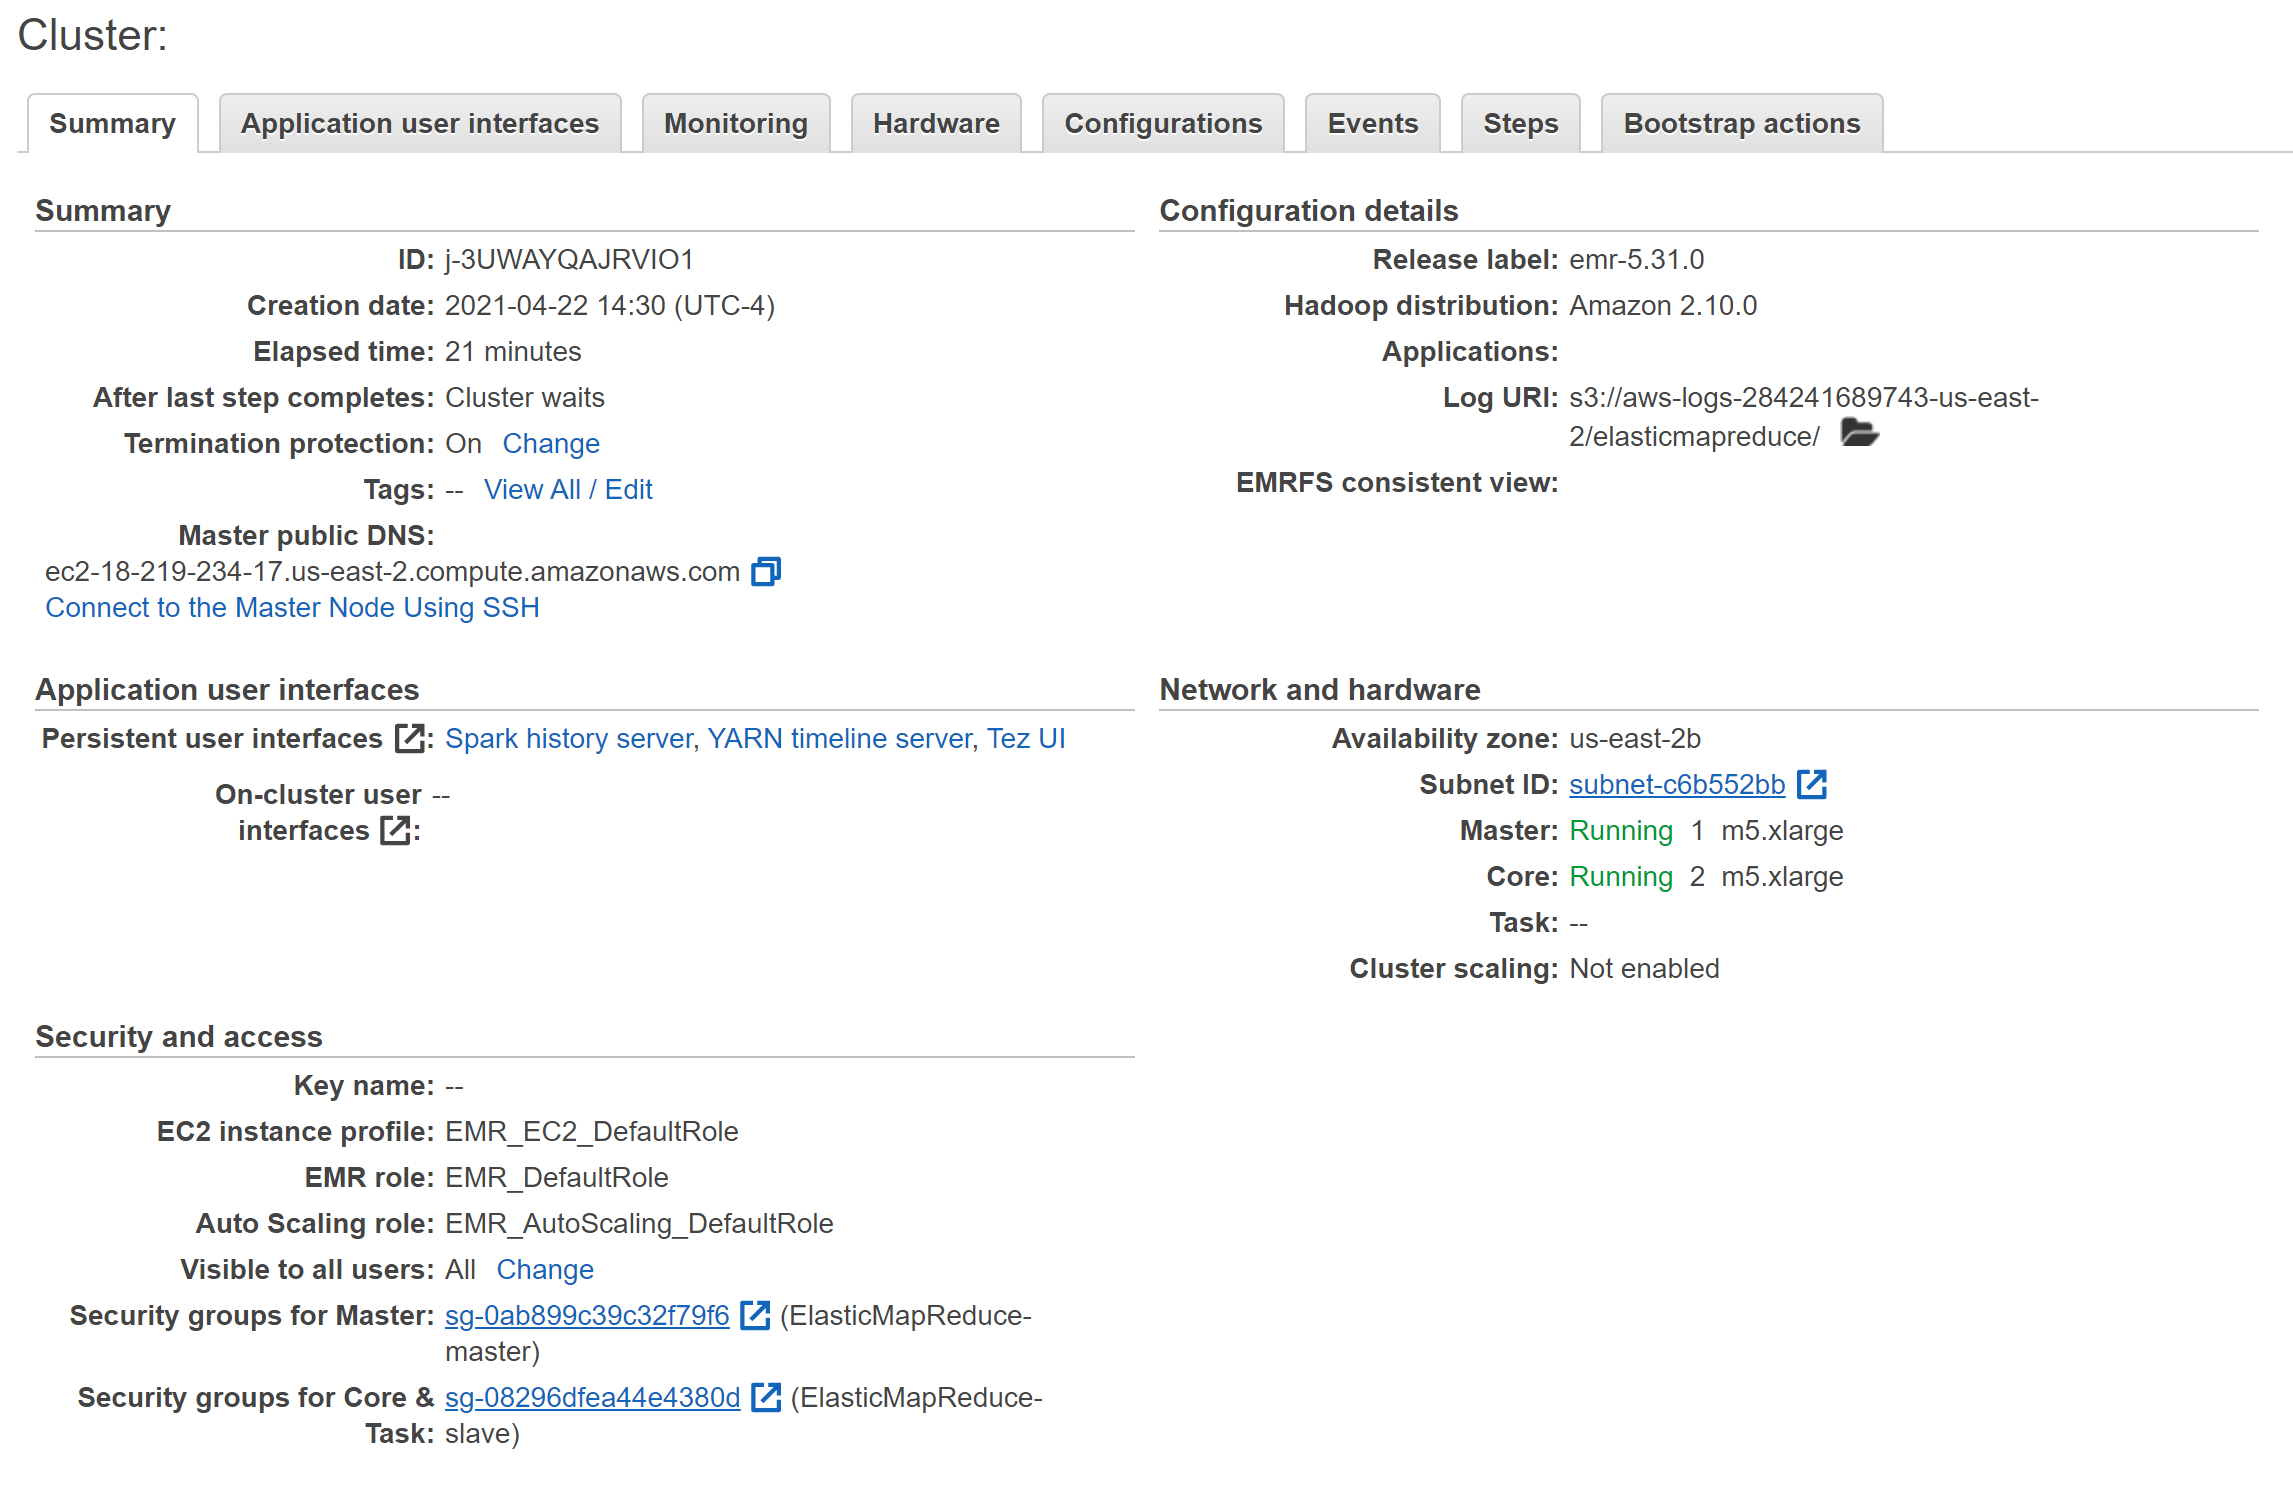 Cluster:
Summary
Application user interfaces
Monitoring
Hardware
Configurations
Events
Steps
Bootstrap actions
Summary
ID: j-3UWAYQAJRVIO1
Creation date: 2021-04-22 14:30 (UTC-4)
Elapsed time: 21 minutes
After last step completes: Cluster waits
Termination protection: On Change
Tags: -- View All / Edit
Master public DNS:
ec2-18-219-234-17.us-east-2.compute.amazonaws.com
Connect to the Master Node Using SSH
Configuration details
Release label: emr-5.31.0
Hadoop distribution: Amazon 2.10.0
Applications:
Log URI: s3://aws-logs-284241689743-us-east-
2/elasticmapreduce/
EMRFS consistent view:
Application user interfaces
Persistent user interfaces : Spark history server, YARN timeline server, Tez UI
On-cluster user --
interfaces :
Network and hardware
Availability zone: us-east-2b
Subnet ID: subnet-c6b552bb
Master: Running 1 m5.xlarge
Core: Running 2 m5.xlarge
Task: --
Cluster scaling: Not enabled
Security and access
Key name: --
EC2 instance profile: EMR_EC2_DefaultRole
EMR role: EMR_DefaultRole
Auto Scaling role: EMR_AutoScaling_DefaultRole
Visible to all users: All Change
Security groups for Master: sg-0ab899c39c32f79f6 (ElasticMapReduce-
master)
Security groups for Core & sg-08296dfea44e4380d (ElasticMapReduce-
Task: slave)